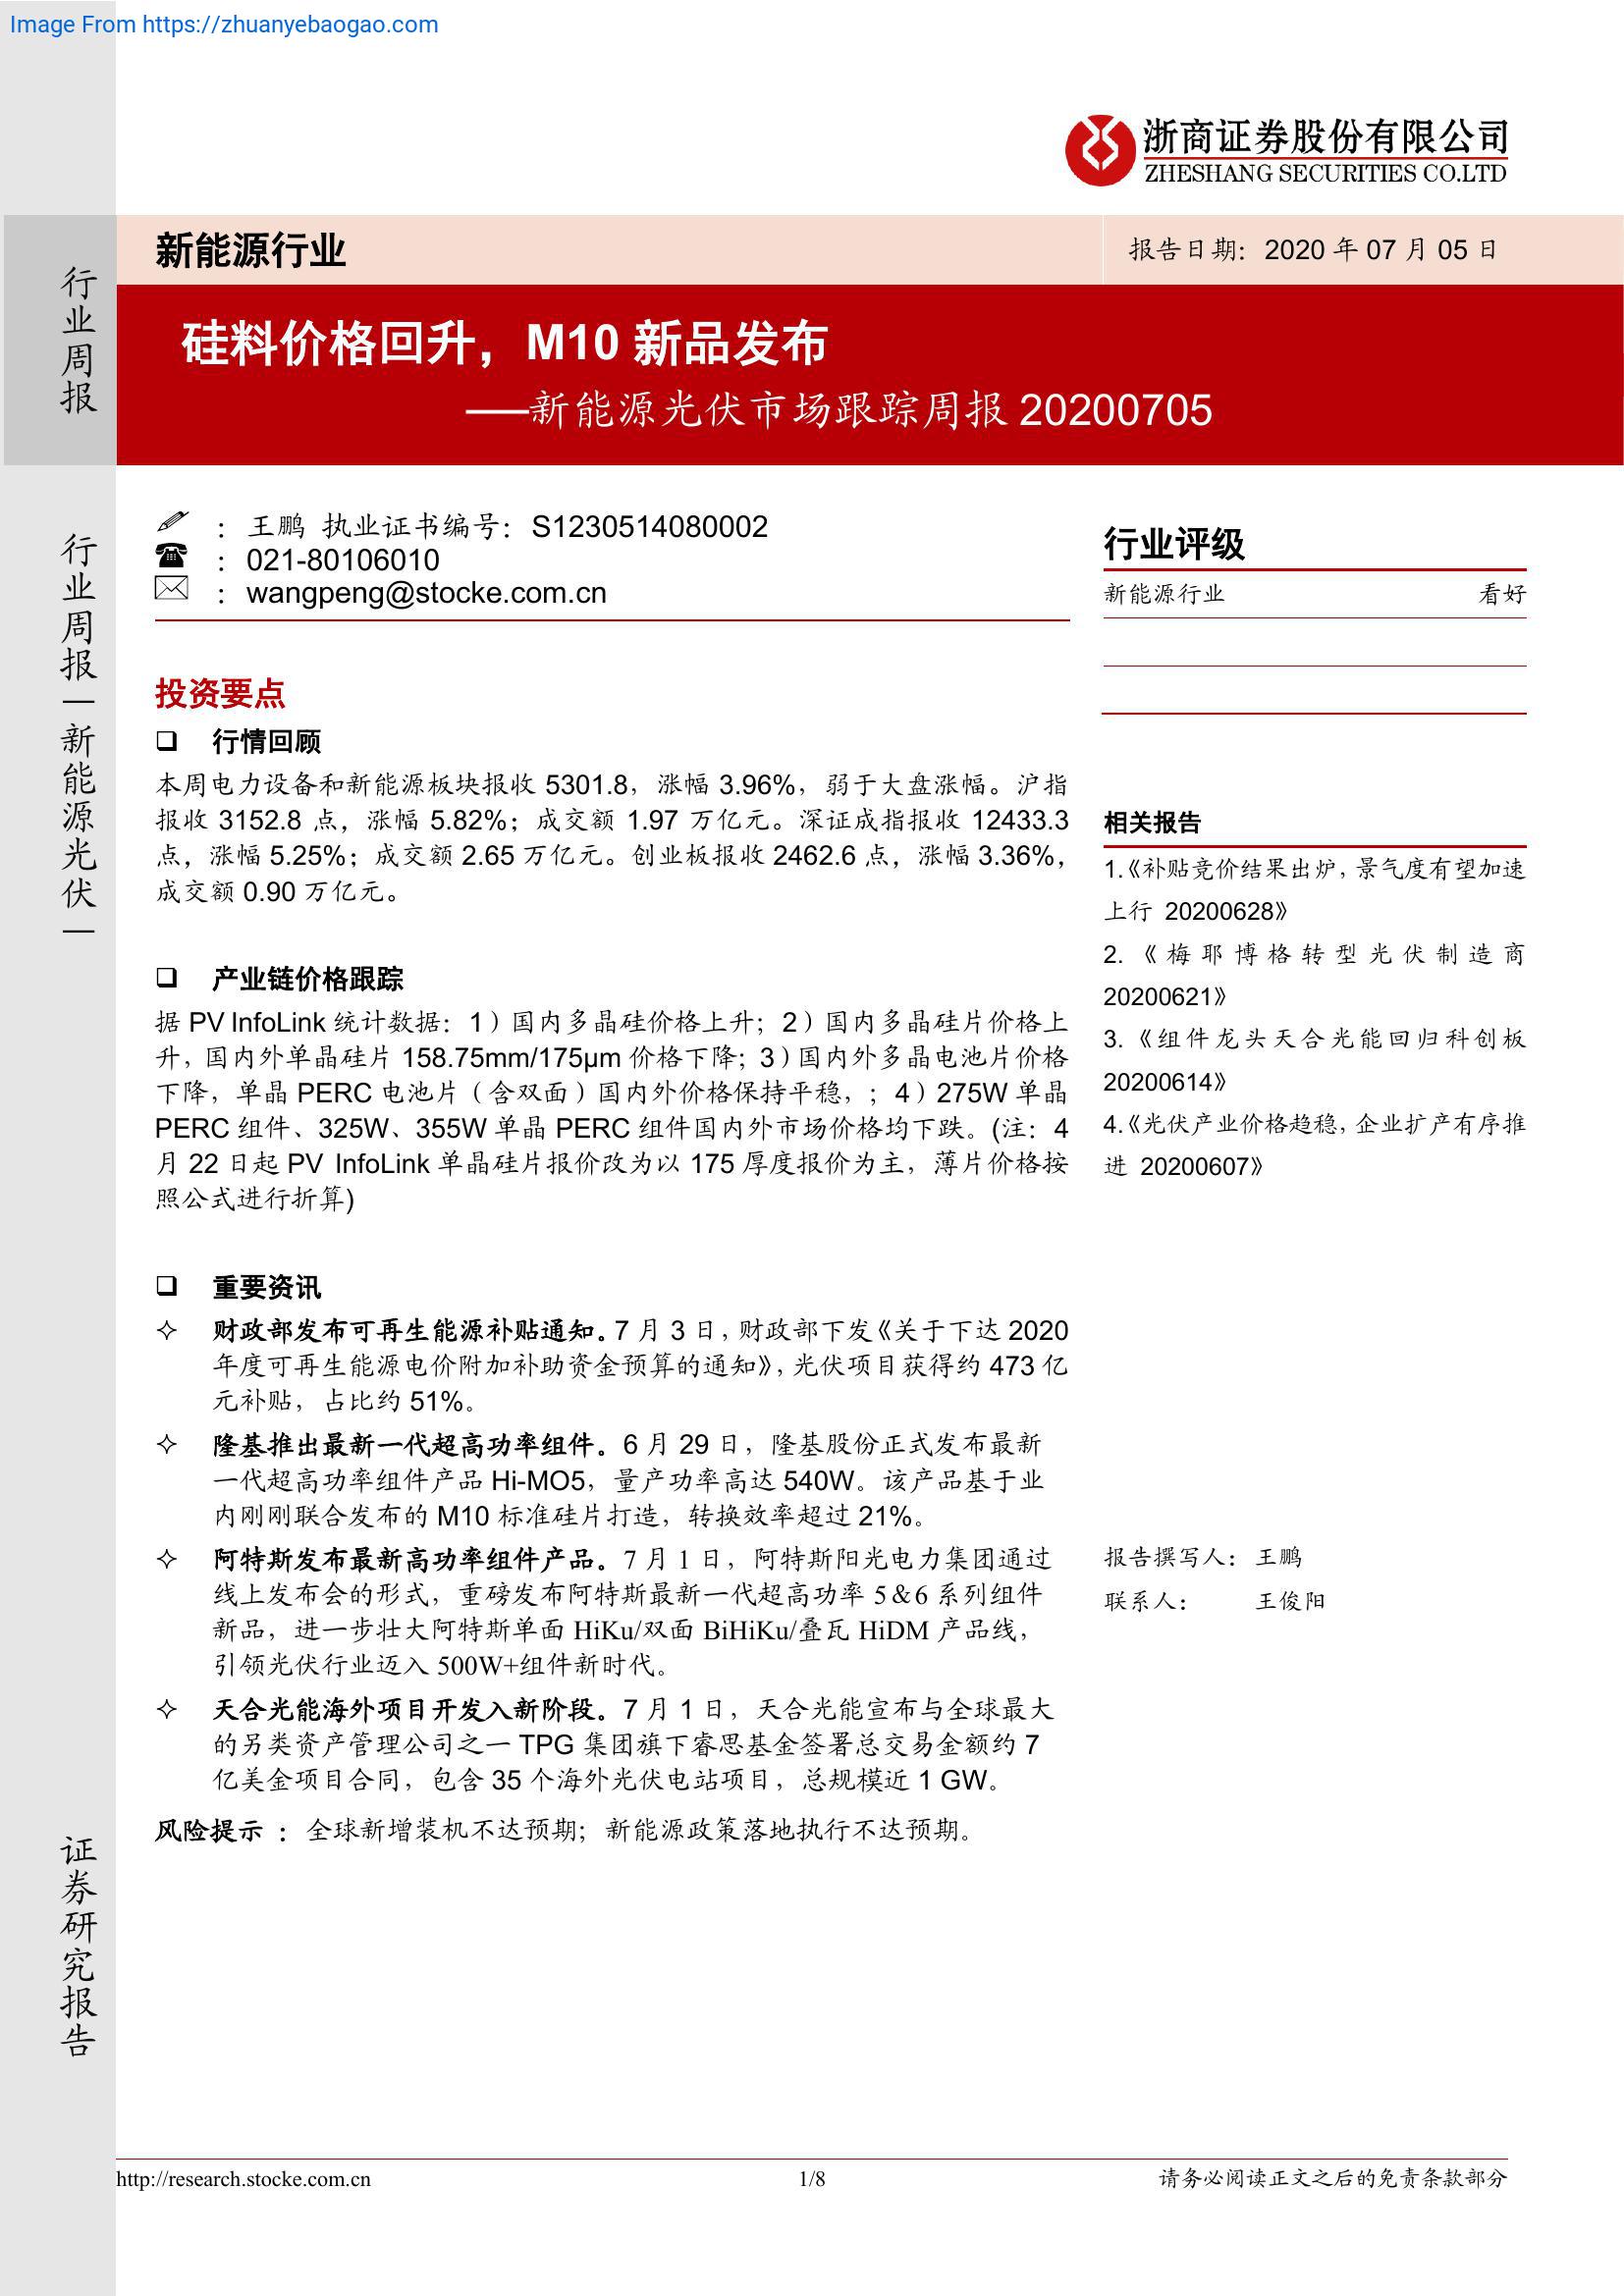 Image From https://zhuanyebaogao.com
浙商证券股份有限公司
ZHESHANG SECURITIES CO.LTD
行业周报
新能源行业
报告日期：2020 年 07 月 05 日
硅料价格回升，M10 新品发布
——新能源光伏市场跟踪周报 20200705
行业周报｜新能源光伏｜
：王鹏 执业证书编号：S1230514080002
：021-80106010
：wangpeng@stocke.com.cn
投资要点
❑ 行情回顾
本周电力设备和新能源板块报收 5301.8，涨幅 3.96%，弱于大盘涨幅。沪指
报收 3152.8 点，涨幅 5.82%；成交额 1.97 万亿元。深证成指报收 12433.3
点，涨幅 5.25%；成交额 2.65 万亿元。创业板报收 2462.6 点，涨幅 3.36%，
成交额 0.90 万亿元。
❑ 产业链价格跟踪
据 PV InfoLink 统计数据：1）国内多晶硅价格上升；2）国内多晶硅片价格上
升，国内外单晶硅片 158.75mm/175μm 价格下降；3）国内外多晶电池片价格
下降，单晶 PERC 电池片（含双面）国内外价格保持平稳，；4）275W 单晶
PERC 组件、325W、355W 单晶 PERC 组件国内外市场价格均下跌。(注：4
月 22 日起 PV InfoLink 单晶硅片报价改为以 175 厚度报价为主，薄片价格按
照公式进行折算)
❑ 重要资讯
✧ 财政部发布可再生能源补贴通知。7 月 3 日，财政部下发《关于下达 2020
年度可再生能源电价附加补助资金预算的通知》，光伏项目获得约 473 亿
元补贴，占比约 51%。
✧ 隆基推出最新一代超高功率组件。6 月 29 日，隆基股份正式发布最新
一代超高功率组件产品 Hi-MO5，量产功率高达 540W。该产品基于业
内刚刚联合发布的 M10 标准硅片打造，转换效率超过 21%。
✧ 阿特斯发布最新高功率组件产品。7 月 1 日，阿特斯阳光电力集团通过
线上发布会的形式，重磅发布阿特斯最新一代超高功率 5&6 系列组件
新品，进一步壮大阿特斯单面 HiKu/双面 BiHiKu/叠瓦 HiDM 产品线，
引领光伏行业迈入 500W+组件新时代。
✧ 天合光能海外项目开发入新阶段。7 月 1 日，天合光能宣布与全球最大
的另类资产管理公司之一 TPG 集团旗下睿思基金签署总交易金额约 7
亿美金项目合同，包含 35 个海外光伏电站项目，总规模近 1 GW。
风险提示 ：全球新增装机不达预期；新能源政策落地执行不达预期。
行业评级
新能源行业 看好
相关报告
1.《补贴竞价结果出炉，景气度有望加速
上行 20200628》
2.《梅耶博格转型光伏制造商
20200621》
3.《组件龙头天合光能回归科创板
20200614》
4.《光伏产业价格趋稳，企业扩产有序推
进 20200607》
报告撰写人：王鹏
联系人： 王俊阳
证券研究报告
http://research.stocke.com.cn
1/8
请务必阅读正文之后的免责条款部分